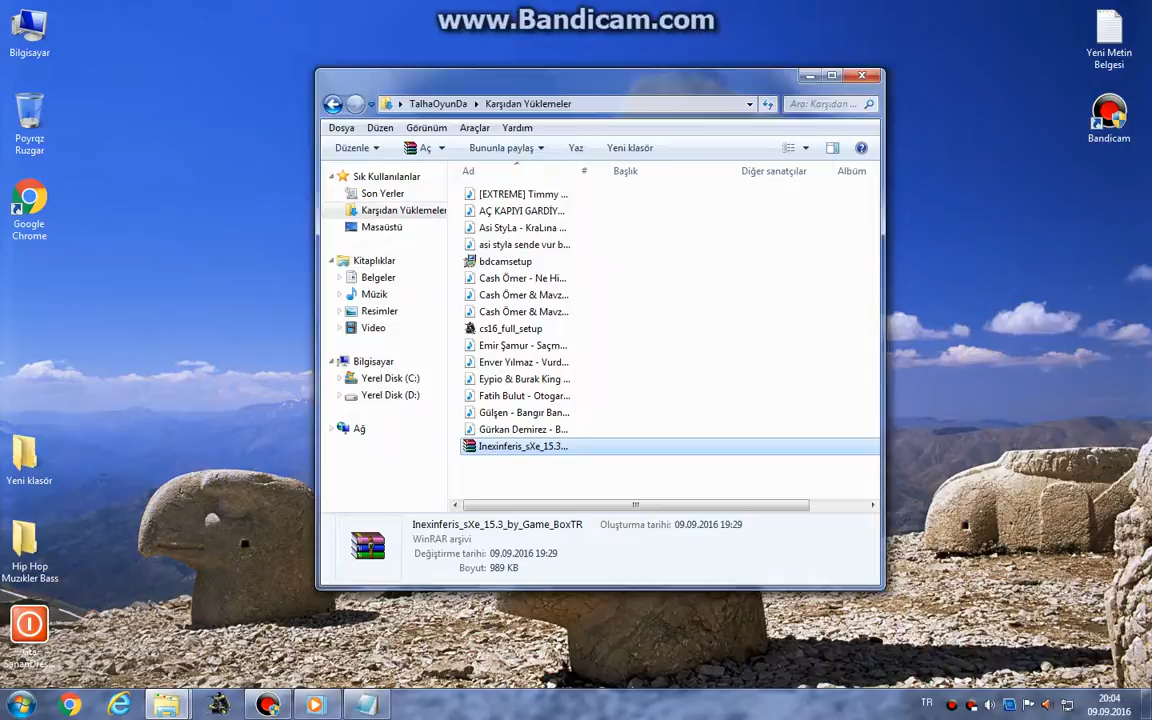 www.Bandicam.com
Bilgisayar
Poyrqz
Ruzgar
Google
Chrome
Yeni klasör
Hip Hop
Muzıkler Bass
Gta
Yeni Metin
Belgesi
Bandicam
TalhaOyunDa
Karşıdan Yüklemeler
Ara: Karşıdan ...
Dosya
Düzen
Görünüm
Araçlar
Yardım
Düzenle
Aç
Bununla paylaş
Yaz
Yeni klasör
Sık Kullanılanlar
Son Yerler
Karşıdan Yüklemeler
Masaüstü
Kitaplıklar
Belgeler
Müzik
Resimler
Video
Bilgisayar
Yerel Disk (C:)
Yerel Disk (D:)
Ağ
Ad
#
Başlık
Diğer sanatçılar
Albüm
[EXTREME] Timmy ...
AÇ KAPIYI GARDİY...
Asi StyLa - KraLına ...
asi styla sende vur b...
bdcamsetup
Cash Ömer - Ne Hi...
Cash Ömer & Mavz...
Cash Ömer & Mavz...
cs16_full_setup
Emir Şamur - Saçm...
Enver Yılmaz - Vurd...
Eypio & Burak King ...
Fatih Bulut - Otogar...
Gülşen - Bangır Ban...
Gürkan Demirez - B...
Inexinferis_sXe_15.3...
Inexinferis_sXe_15.3_by_Game_BoxTR
Oluşturma tarihi: 09.09.2016 19:29
WinRAR arşivi
Değiştirme tarihi: 09.09.2016 19:29
Boyut: 989 KB
TR
20:04
09.09.2016